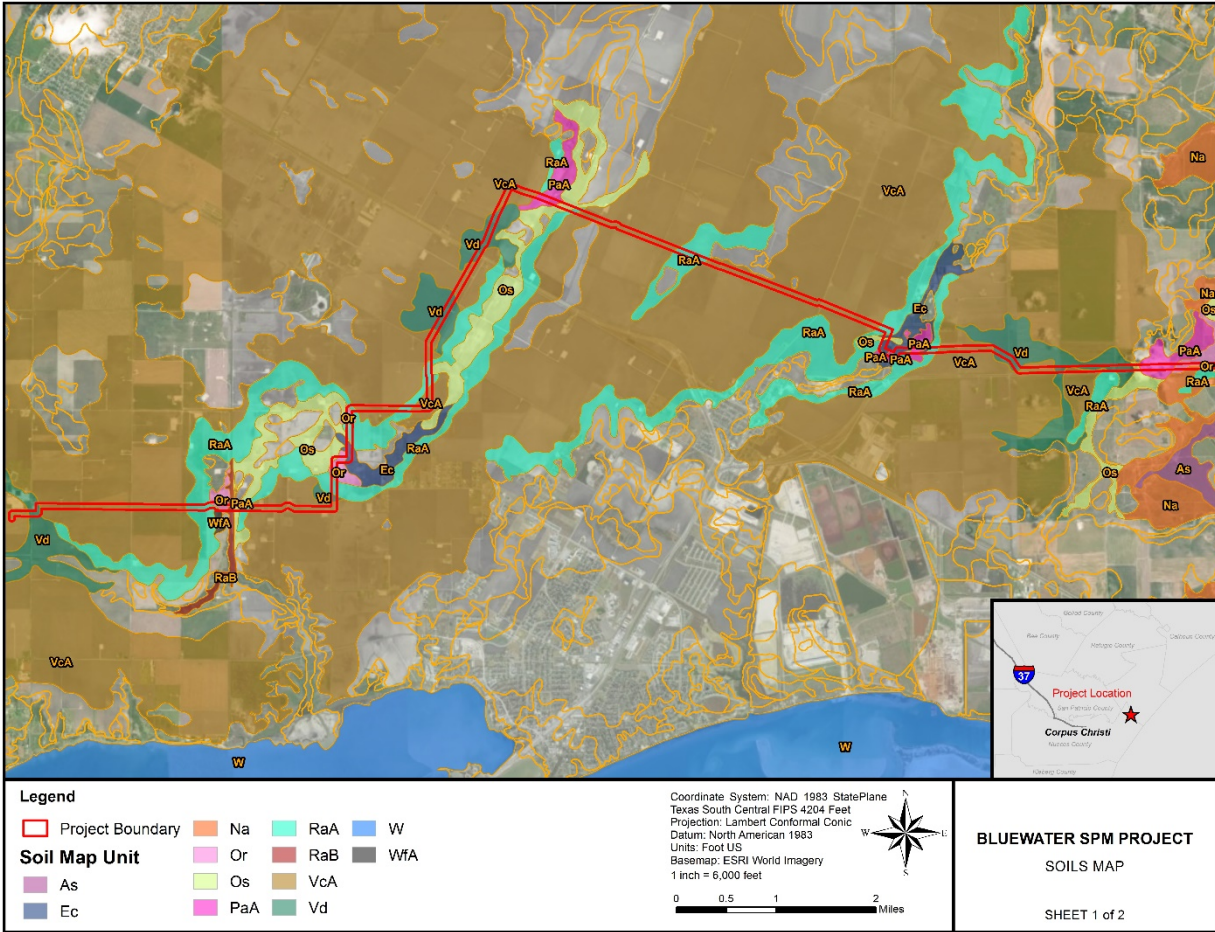 Na
RaA
PaA
VcA
VcA
Vd
RaA
Os
Na
Os
Vd
Ec
RaA
Os
PaA
PaA
PaA
Vd
PaA
VcA
Or
RaA
RaA
VcA
VcA
RaA
Or
RaA
Os
RaA
Ec
Or
Os
As
Or
PaA
Vd
Na
WfA
Vd
RaB
VcA
W
W
37
Goliad County
Bee County
Refugio County
Calhoun County
Project Location
San Patricio County
Corpus Christi
Nueces County
Kleberg County
Legend
Project Boundary
Soil Map Unit
As
Ec
Na
Or
Os
PaA
RaA
RaB
VcA
Vd
W
WfA
Coordinate System: NAD 1983 StatePlane
Texas South Central FIPS 4204 Feet
Projection: Lambert Conformal Conic
Datum: North American 1983
Units: Foot US
Basemap: ESRI World Imagery
1 inch = 6,000 feet
N
W
E
S
0 0.5 1 2
Miles
BLUEWATER SPM PROJECT
SOILS MAP
SHEET 1 of 2